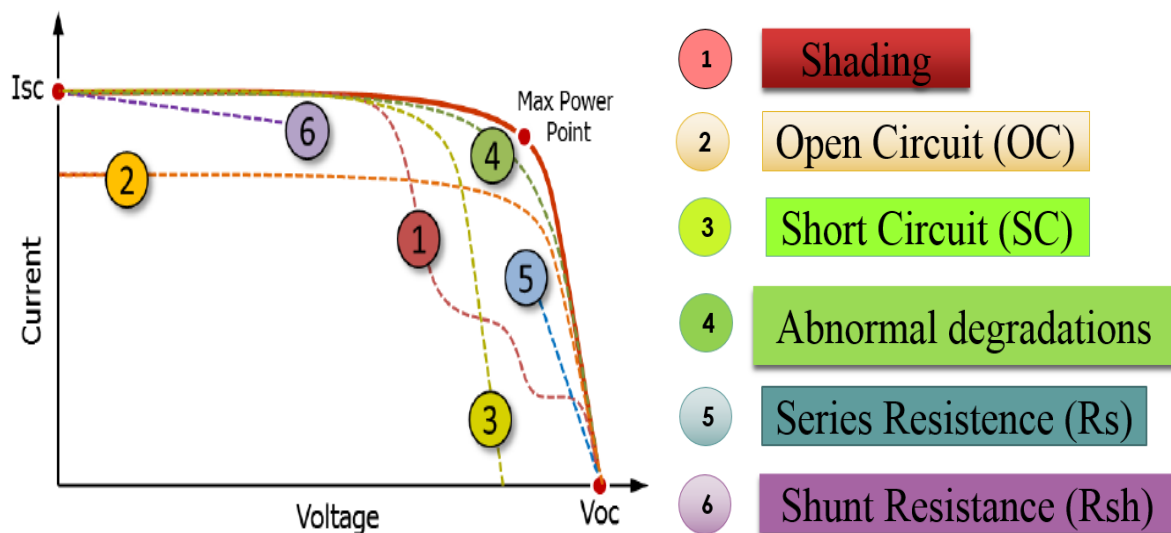 Isc
Max Power
Point
6
4
2
1
5
3
Current
Voltage
Voc
1 Shading
2 Open Circuit (OC)
3 Short Circuit (SC)
4 Abnormal degradations
5 Series Resistence (Rs)
6 Shunt Resistance (Rsh)